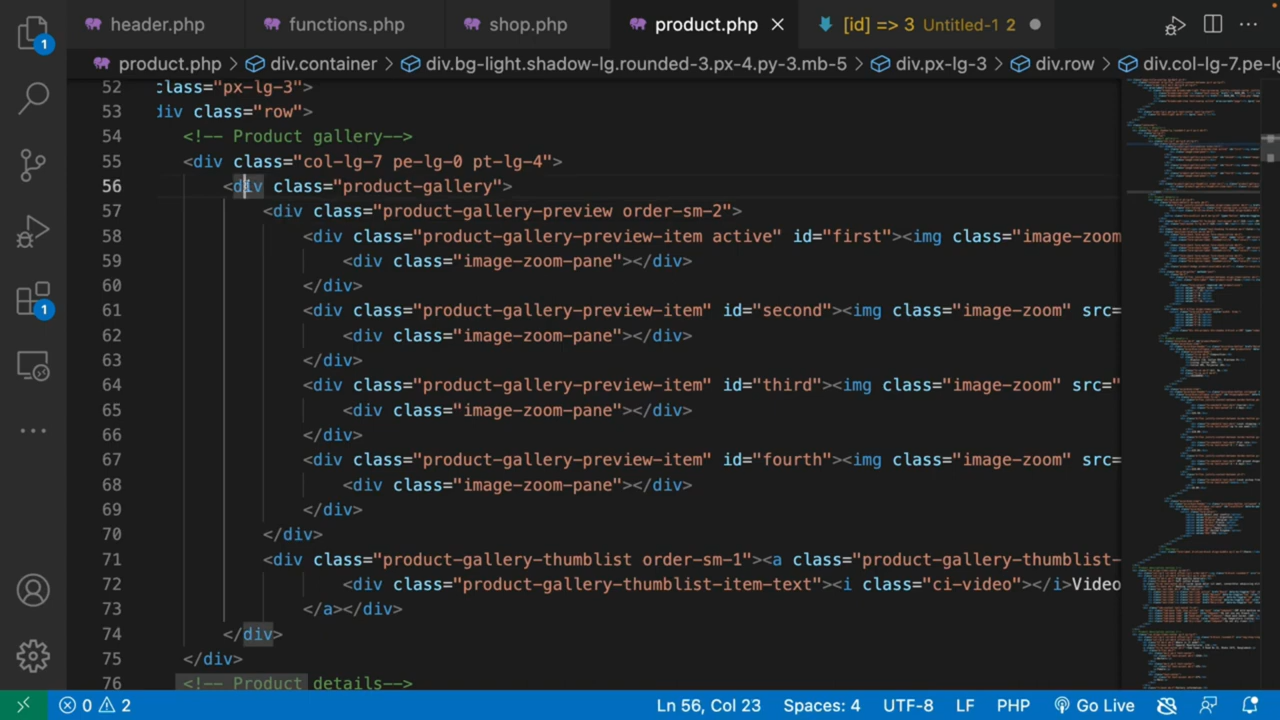 header.php functions.php shop.php product.php [id] => 3 Untitled-1 2
product.php > div.container > div.bg-light.shadow-lg.rounded-3.px-4.py-3.mb-5 > div.px-lg-3 > div.row > div.col-lg-7.pe-lg
52 class="px-lg-3">
53 div class="row">
54 <!-- Product gallery-->
55 <div class="col-lg-7 pe-lg-0 pt-lg-4">
56 <div class="product-gallery">
57 <div class="product-gallery-preview order-sm-2">
58 <div class="product-gallery-preview-item active" id="first"><img class="image-zoom
59 <div class="image-zoom-pane"></div>
60 </div>
61 <div class="product-gallery-preview-item" id="second"><img class="image-zoom" src=
62 <div class="image-zoom-pane"></div>
63 </div>
64 <div class="product-gallery-preview-item" id="third"><img class="image-zoom" src="
65 <div class="image-zoom-pane"></div>
66 </div>
67 <div class="product-gallery-preview-item" id="fourth"><img class="image-zoom" src=
68 <div class="image-zoom-pane"></div>
69 </div>
70 </div>
71 <div class="product-gallery-thumblist order-sm-1"><a class="product-gallery-thumblist-
72 <div class="product-gallery-thumblist-item-text"><i class="ci-video"></i>Video
73 </a></div>
74 </div>
75 </div>
76 <!-- Product details-->
1
1
0 2 Ln 56, Col 23 Spaces: 4 UTF-8 LF PHP Go Live